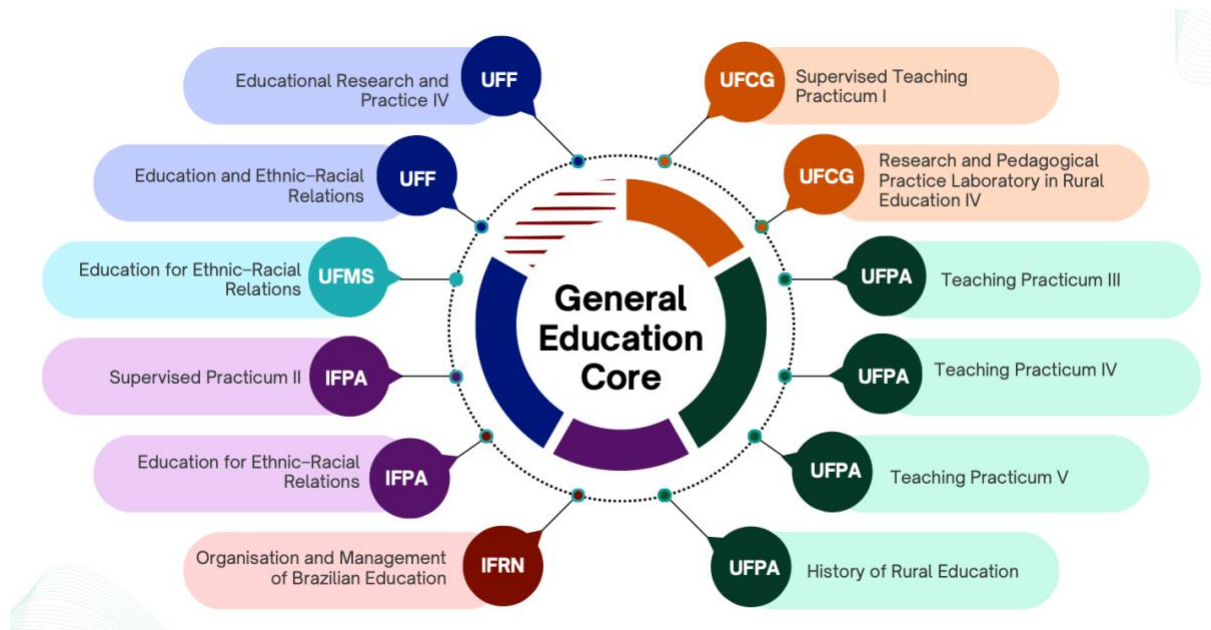 Educational Research and
Practice IV
UFF
Education and Ethnic–Racial
Relations
UFF
Education for Ethnic–Racial
Relations
UFMS
Supervised Practicum II
IFPA
Education for Ethnic–Racial
Relations
IFPA
Organisation and Management
of Brazilian Education
IFRN
General
Education
Core
UFCG
Supervised Teaching
Practicum I
UFCG
Research and Pedagogical
Practice Laboratory in Rural
Education IV
UFPA
Teaching Practicum III
UFPA
Teaching Practicum IV
UFPA
Teaching Practicum V
UFPA
History of Rural Education